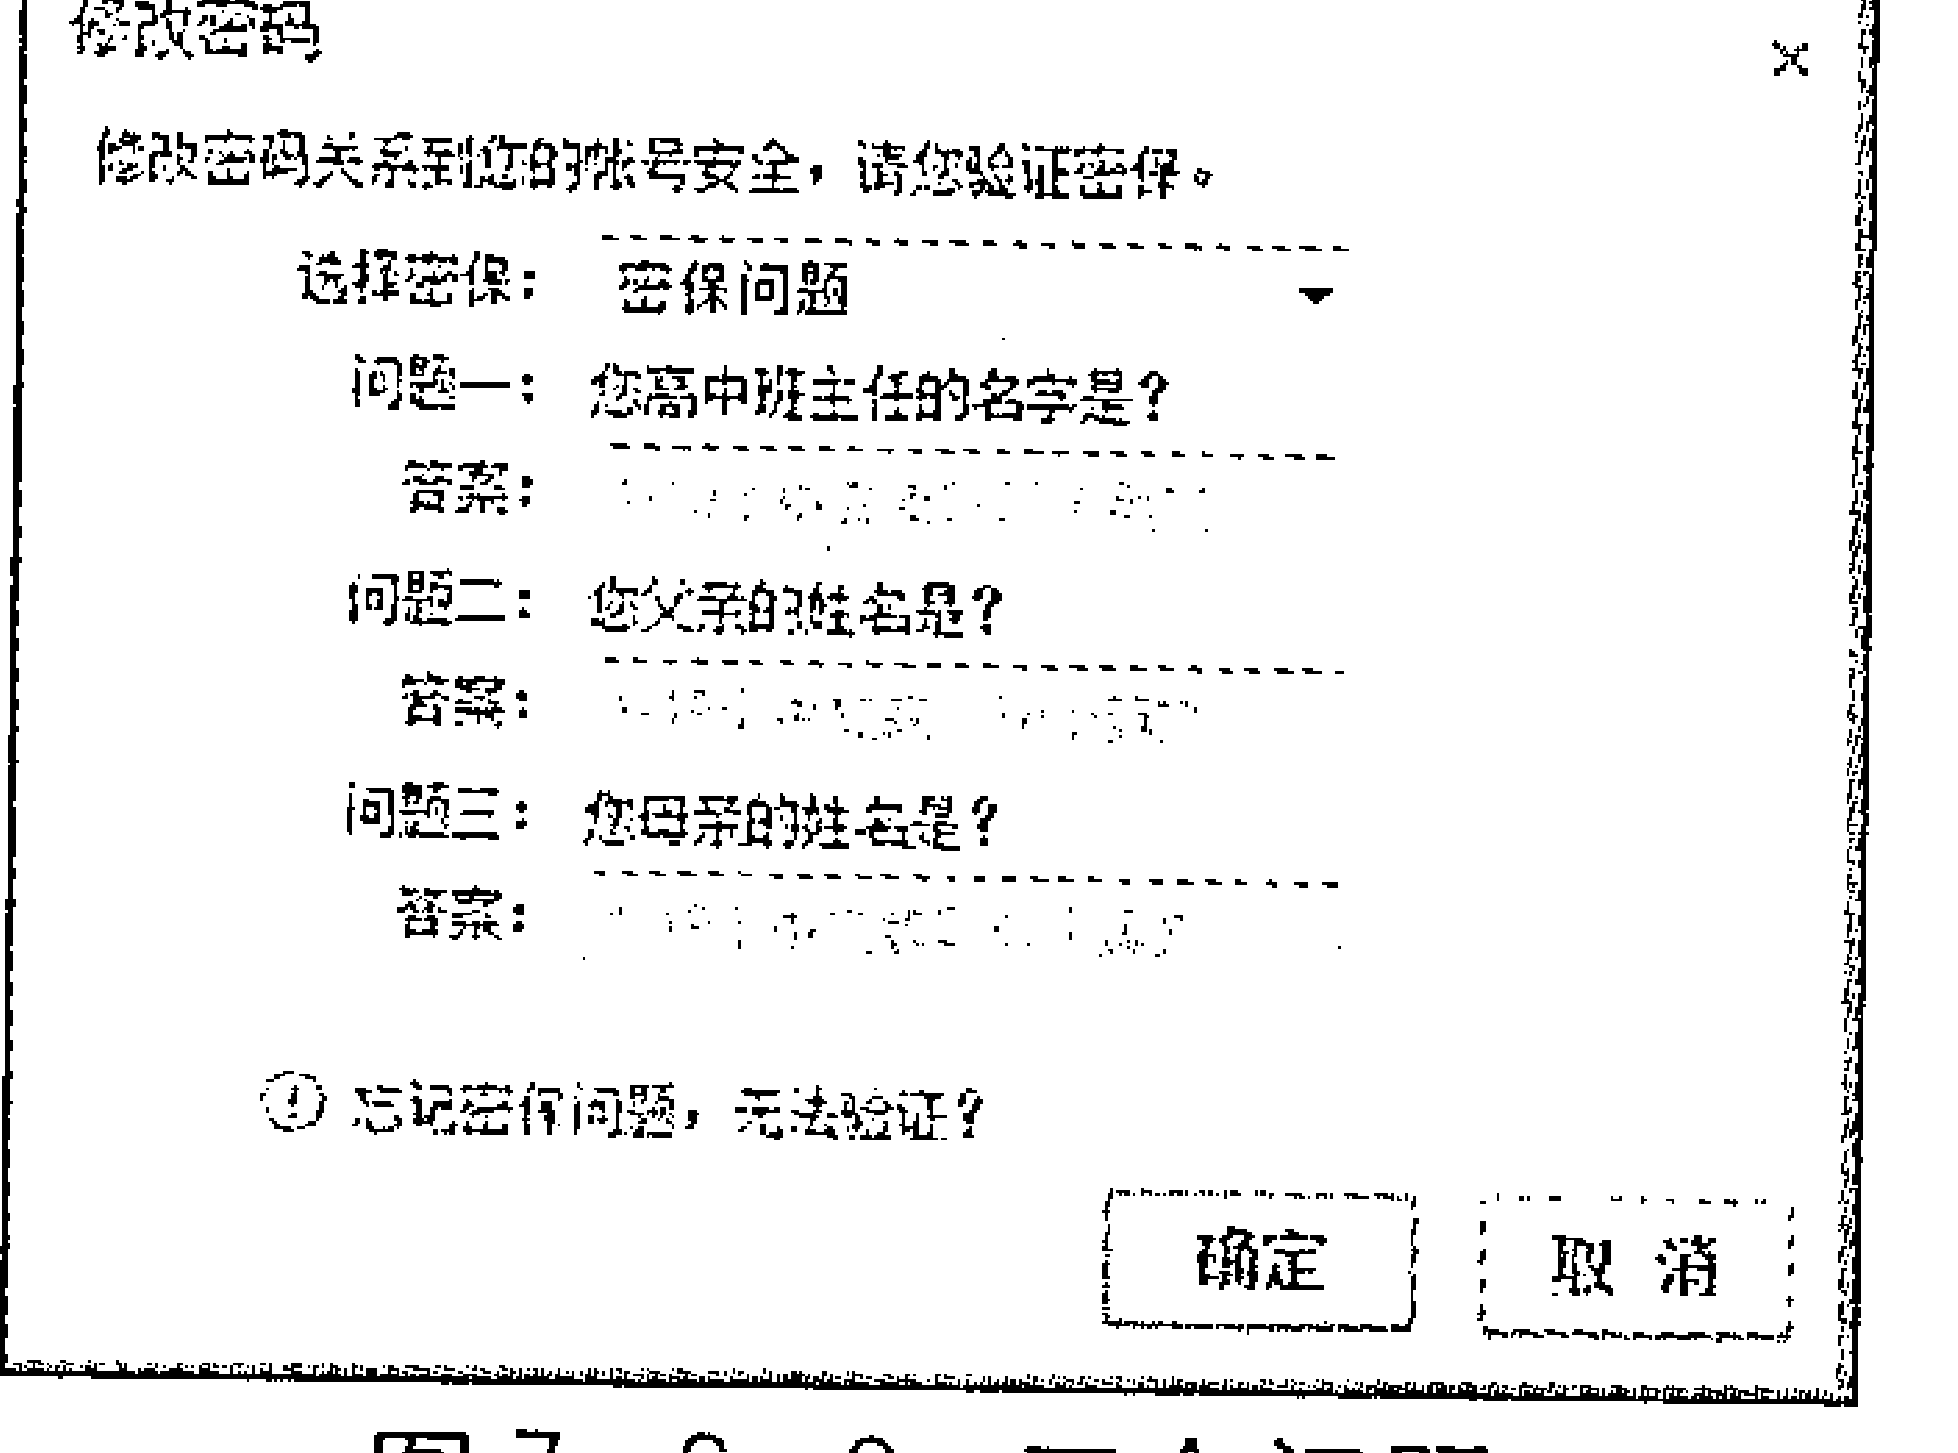 修改密码
×
修改密码关系到您的账号安全，请您验证密保。
选择密保： 密保问题
问题一： 您高中班主任的名字是？
答案：
问题二： 您父亲的姓名是？
答案：
问题三： 您母亲的姓名是？
答案：
! 忘记密保问题，无法验证？
确定 取 消